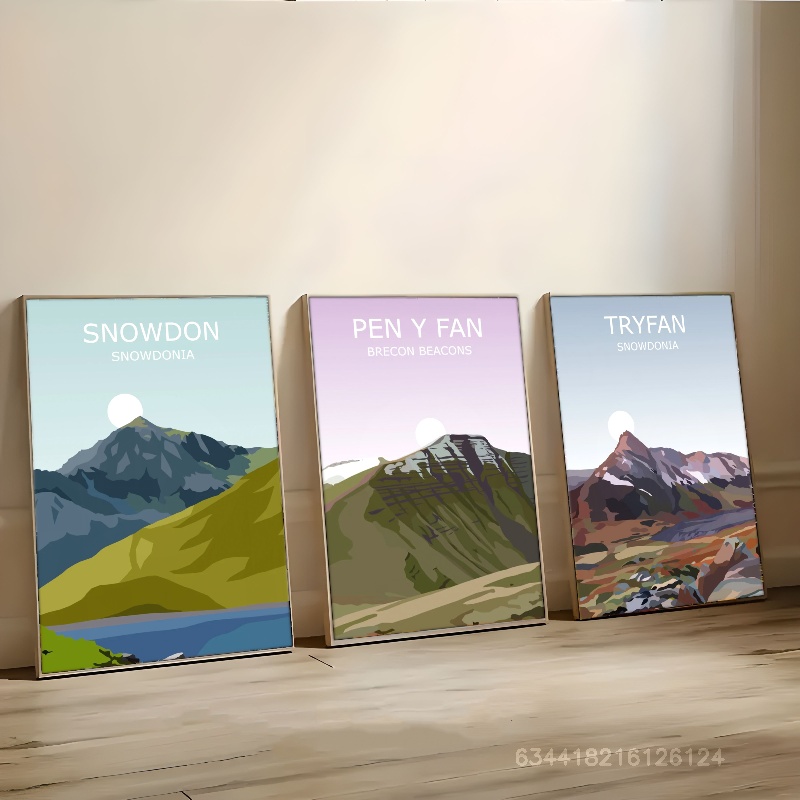 SNOWDON
SNOWDONIA
PEN Y FAN
BRECON BEACONS
TRYFAN
SNOWDONIA
634418216126124